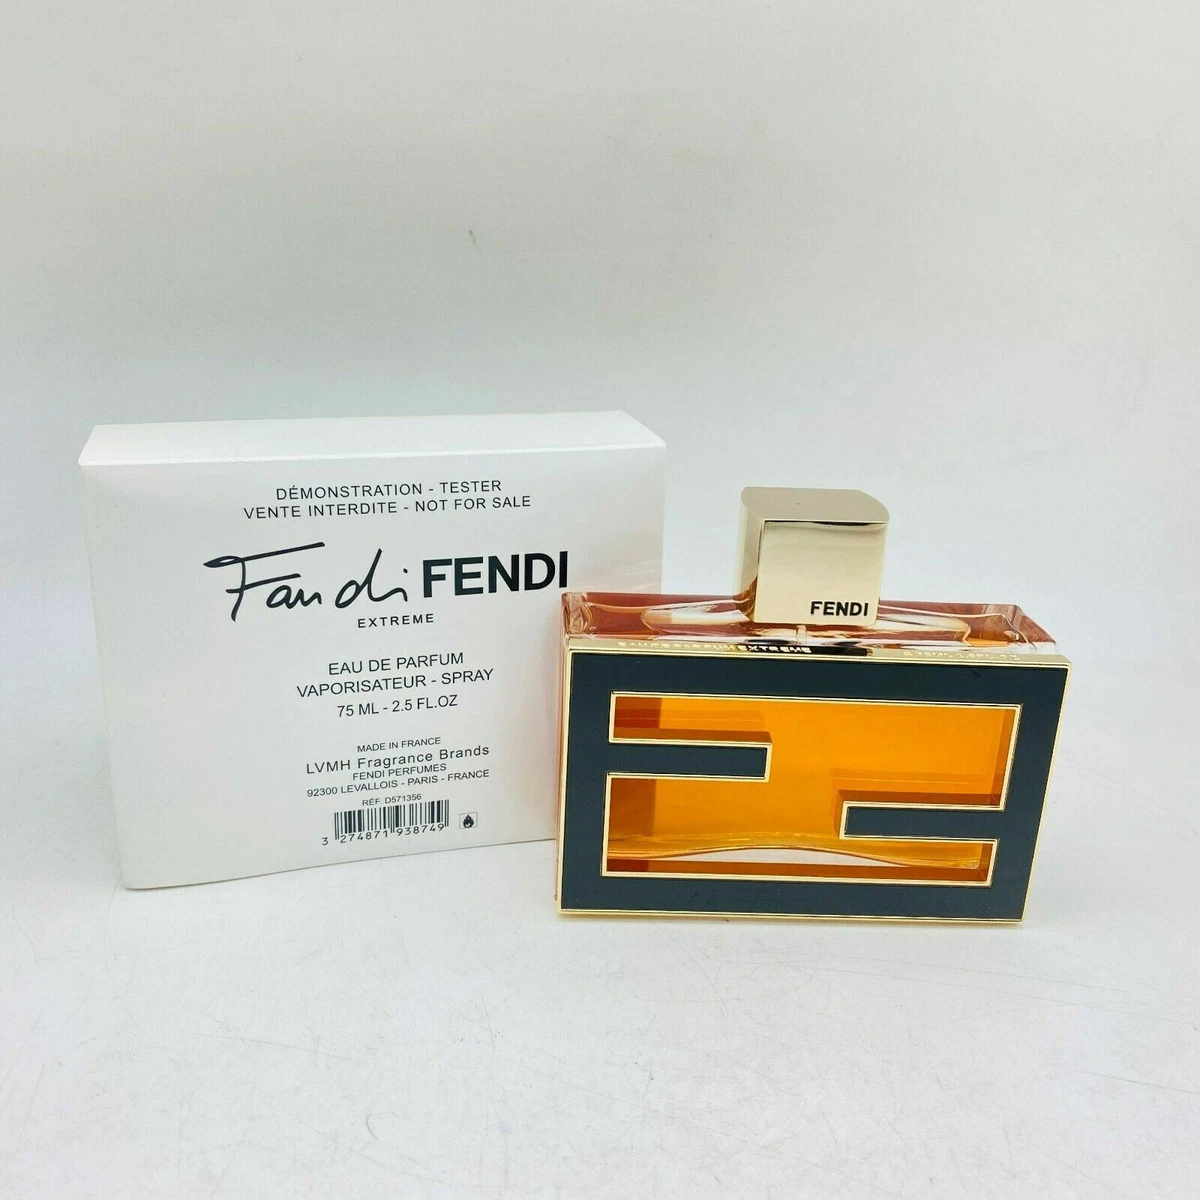 DÉMONSTRATION - TESTER
VENTE INTERDITE - NOT FOR SALE
Fan di FENDI
EXTREME
EAU DE PARFUM
VAPORISATEUR - SPRAY
75 ML - 2.5 FL.OZ
MADE IN FRANCE
LVMH Fragrance Brands
FENDI PERFUMES
92300 LEVALLOIS - PARIS - FRANCE
RÉF. D571356
3 274871 938749
FENDI
EXTREME